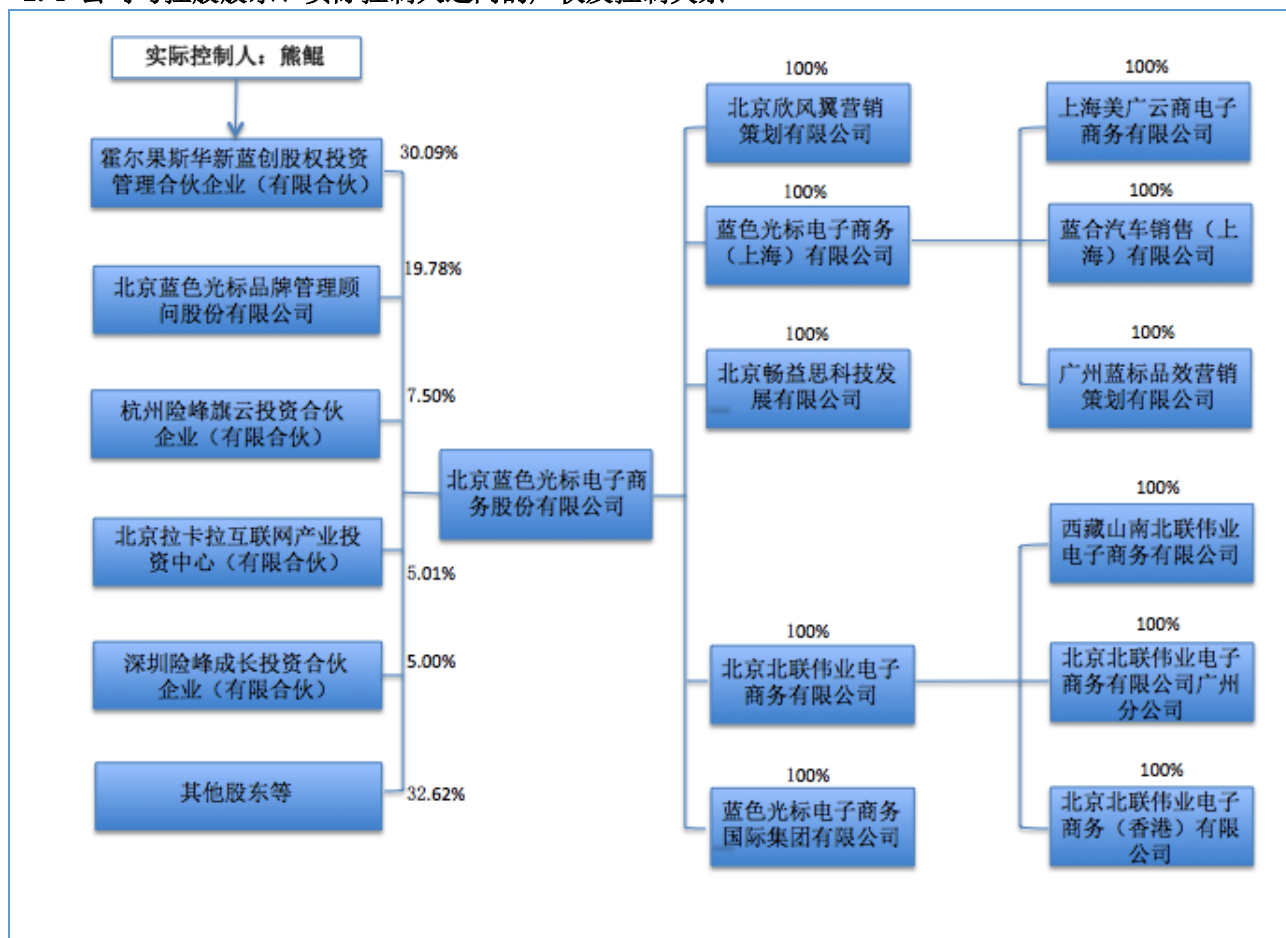 实际控制人：熊鲲
霍尔果斯华新蓝创股权投资
管理合伙企业（有限合伙）
30.09%
北京蓝色光标品牌管理顾
问股份有限公司
19.78%
杭州险峰旗云投资合伙
企业（有限合伙）
7.50%
北京拉卡拉互联网产业投
资中心（有限合伙）
5.01%
深圳险峰成长投资合伙
企业（有限合伙）
5.00%
其他股东等
32.62%
北京蓝色光标电子商
务股份有限公司
100%
北京欣风翼营销
策划有限公司
100%
蓝色光标电子商务
（上海）有限公司
100%
北京畅益思科技发
展有限公司
100%
北京北联伟业电子
商务有限公司
100%
蓝色光标电子商务
国际集团有限公司
100%
上海美广云商电子
商务有限公司
100%
蓝合汽车销售（上
海）有限公司
100%
广州蓝标品效营销
策划有限公司
100%
西藏山南北联伟业
电子商务有限公司
100%
北京北联伟业电子
商务有限公司广州
分公司
100%
北京北联伟业电子
商务（香港）有限
公司